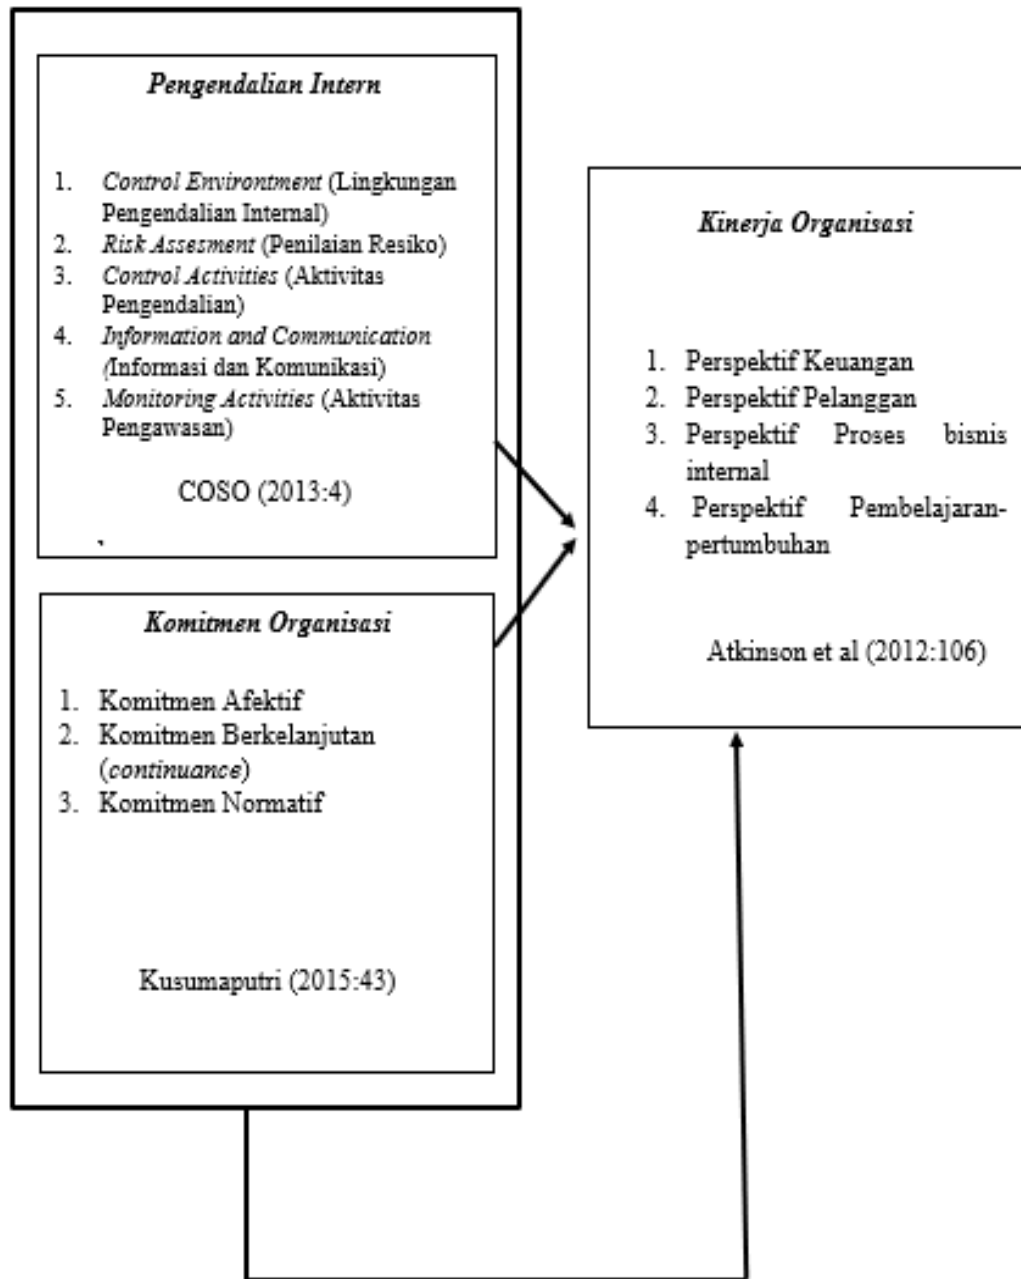 Pengendalian Intern
1. Control Environtment (Lingkungan
Pengendalian Internal)
2. Risk Assesment (Penilaian Resiko)
3. Control Activities (Aktivitas
Pengendalian)
4. Information and Communication
(Informasi dan Komunikasi)
5. Monitoring Activities (Aktivitas
Pengawasan)
COSO (2013:4)
Komitmen Organisasi
1. Komitmen Afektif
2. Komitmen Berkelanjutan
(continuance)
3. Komitmen Normatif
Kusumaputri (2015:43)
Kinerja Organisasi
1. Perspektif Keuangan
2. Perspektif Pelanggan
3. Perspektif Proses bisnis
internal
4. Perspektif Pembelajaran-
pertumbuhan
Atkinson et al (2012:106)